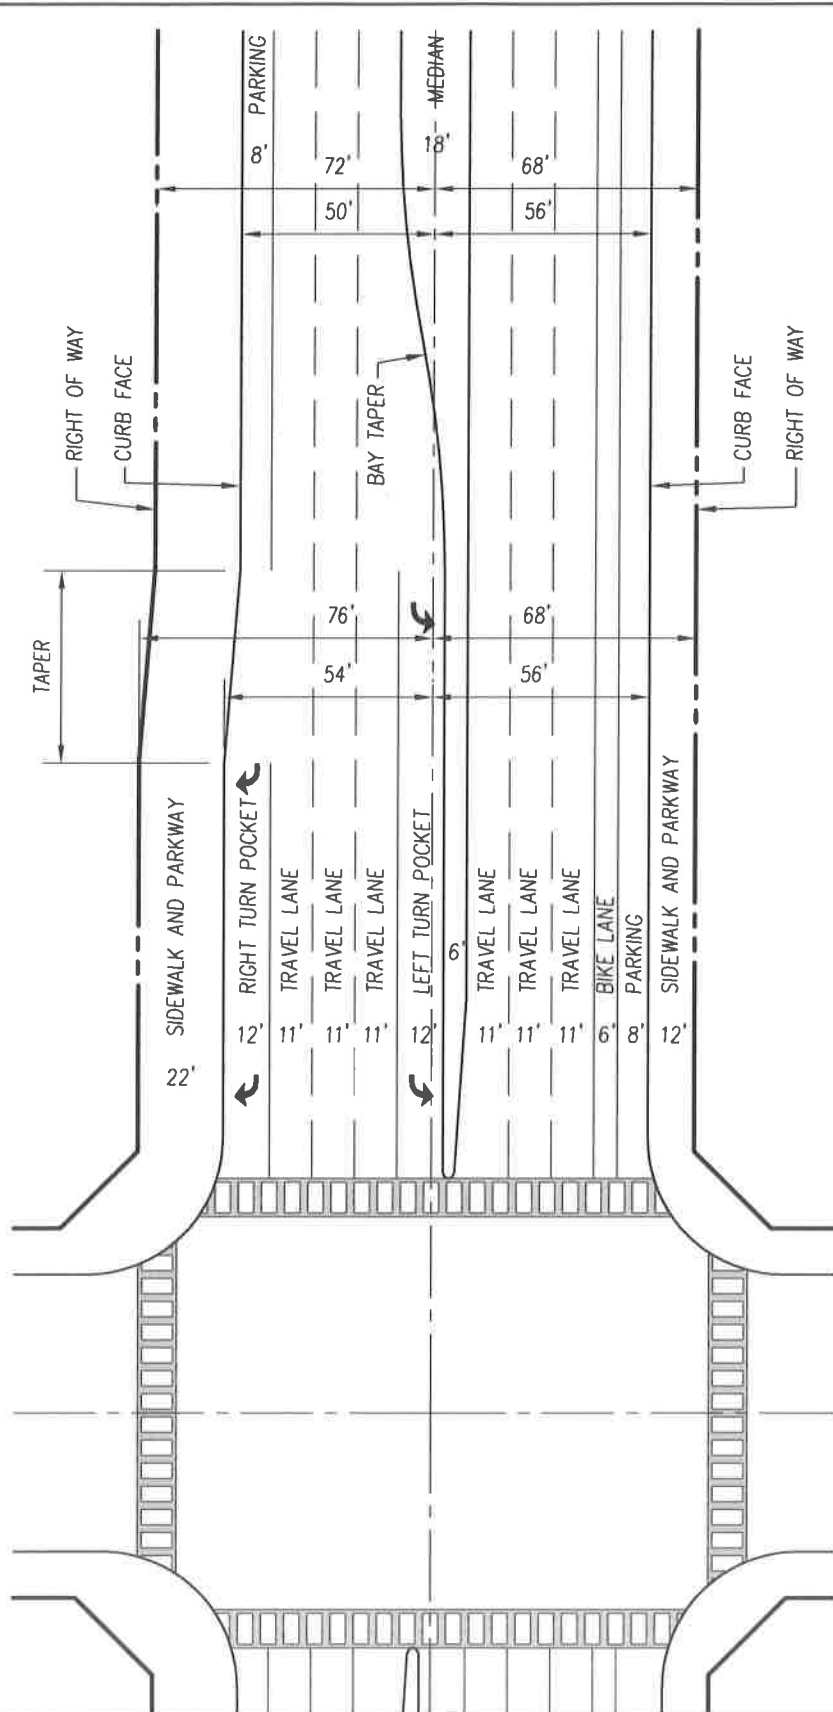 PARKING
8'
MEDIAN
18'
72'
68'
50'
56'
RIGHT OF WAY
CURB FACE
BAY TAPER
CURB FACE
RIGHT OF WAY
TAPER
76'
68'
54'
56'
SIDEWALK AND PARKWAY
22'
RIGHT TURN POCKET
12'
TRAVEL LANE
11'
TRAVEL LANE
11'
TRAVEL LANE
11'
LEFT TURN POCKET
12'
6'
TRAVEL LANE
11'
TRAVEL LANE
11'
TRAVEL LANE
11'
BIKE LANE
6'
PARKING
8'
SIDEWALK AND PARKWAY
12'